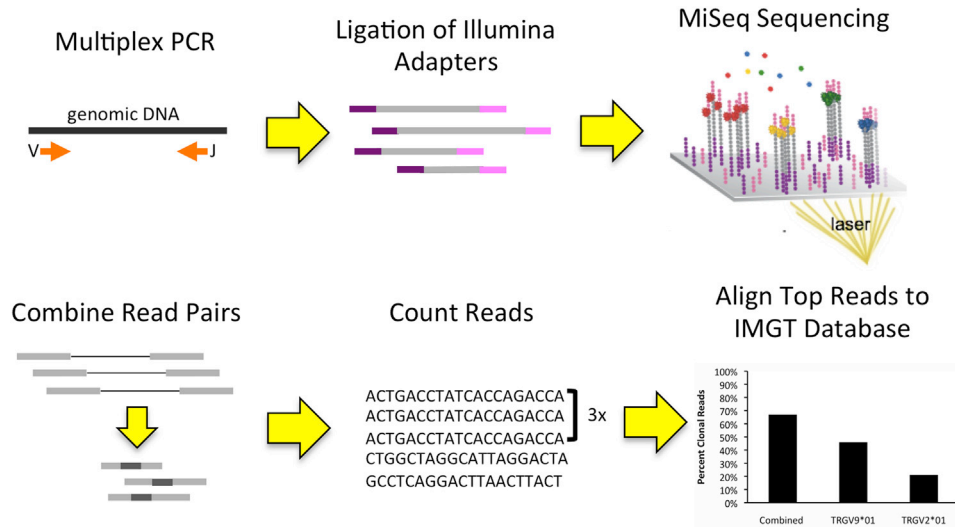 Multiplex PCR
genomic DNA
V
J
Ligation of Illumina
Adapters
MiSeq Sequencing
laser
Combine Read Pairs
Count Reads
ACTGACCTATCACCAGACCA
ACTGACCTATCACCAGACCA
ACTGACCTATCACCAGACCA
3x
CTGGCTAGGCATTAGGACTA
GCCTCAGGACTTAACTTACT
Align Top Reads to
IMGT Database
Percent Clonal Reads
100%
90%
80%
70%
60%
50%
40%
30%
20%
10%
0%
Combined
TRGV9*01
TRGV2*01